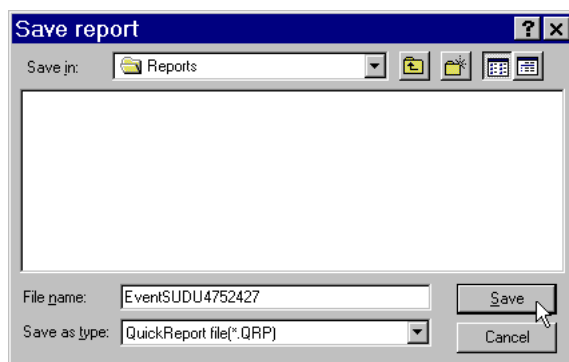 Save report
Save in: Reports
File name: EventSUDU4752427 Save
Save as type: QuickReport file(*.QRP) Cancel